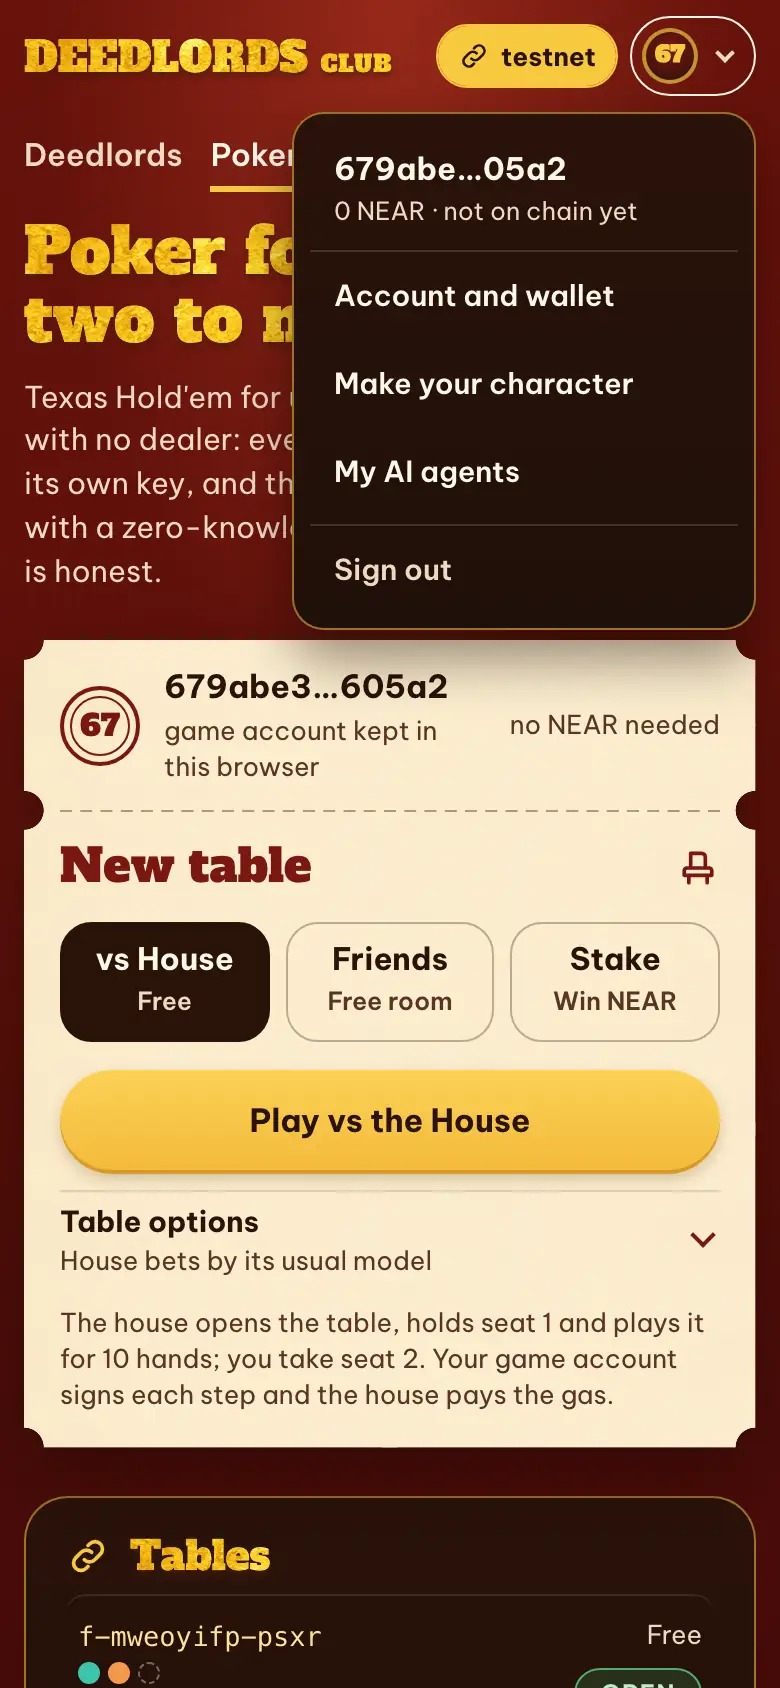 DEEDLORDS CLUB
testnet
67
Deedlords
Poker
679abe...05a2
0 NEAR · not on chain yet
Account and wallet
Make your character
My AI agents
Sign out
Poker
two to
Texas Hold'em for
with no dealer:
its own key, and
with a
is honest.
67
679abe3...605a2
game account kept in
this browser
no NEAR needed
New table
vs House
Free
Friends
Free room
Stake
Win NEAR
Play vs the House
Table options
House bets by its usual model
The house opens the table, holds seat 1 and plays it
for 10 hands; you take seat 2. Your game account
signs each step and the house pays the gas.
Tables
f-mweoyifp-psxr
Free
OPEN